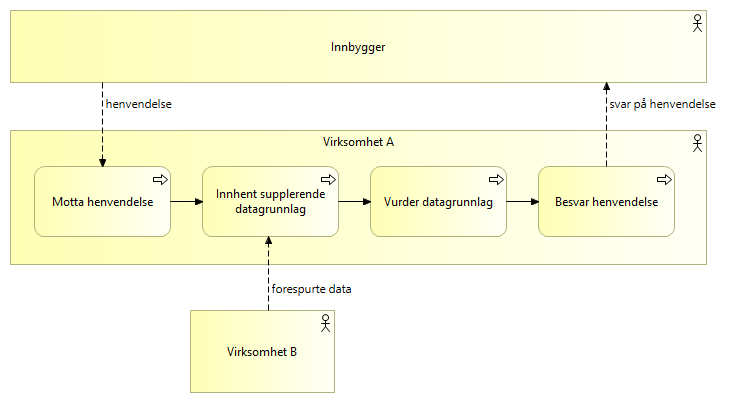 Innbygger
henvendelse
svar på henvendelse
Virksomhet A
Motta henvendelse
Innhent supplerende
datagrunnlag
Vurder datagrunnlag
Besvar henvendelse
forespurte data
Virksomhet B